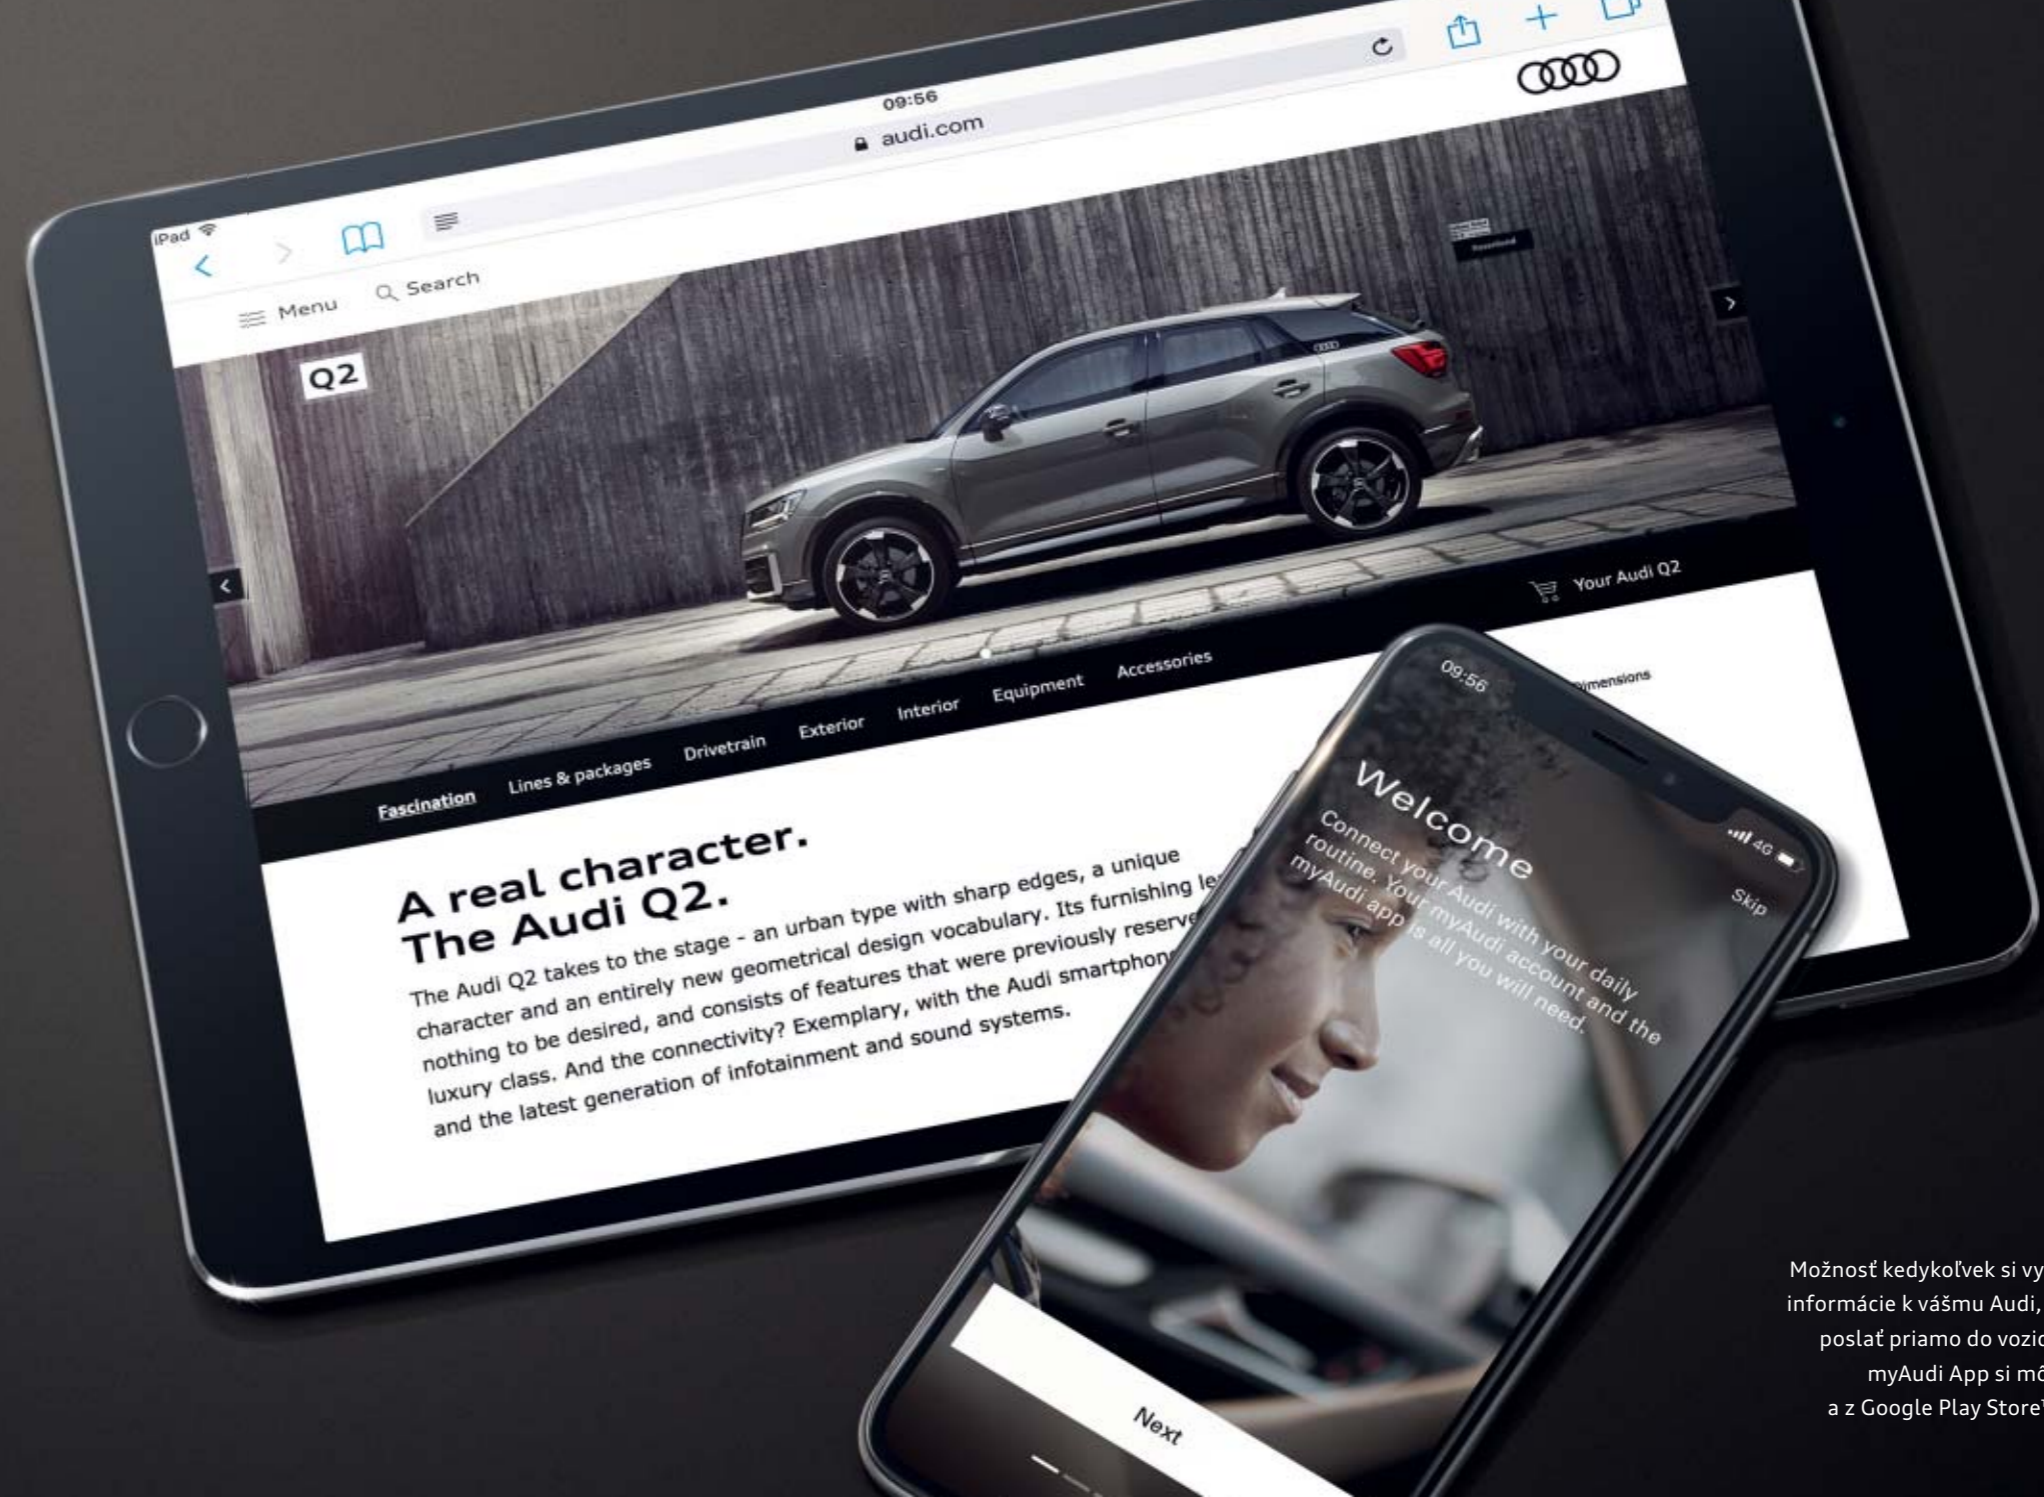 09:56
audi.com
iPad
Menu
Search
Q2
Your Audi Q2
Fascination
Lines & packages
Drivetrain
Exterior
Interior
Equipment
Accessories
A real character.
The Audi Q2.
The Audi Q2 takes to the stage - an urban type with sharp edges, a unique
character and an entirely new geometrical design vocabulary. Its furnishing
nothing to be desired, and consists of features that were previously
luxury class. And the connectivity? Exemplary, with the Audi
and the latest generation of infotainment and sound systems.
09:56
4G
Skip
Welcome
Connect your Audi with your daily
routine. Your myAudi account and the
myAudi app is all you will need.
Next
Možnosť kedykoľvek si
informácie k vášmu Audi,
poslať priamo do
myAudi App si
a z Google Play Store